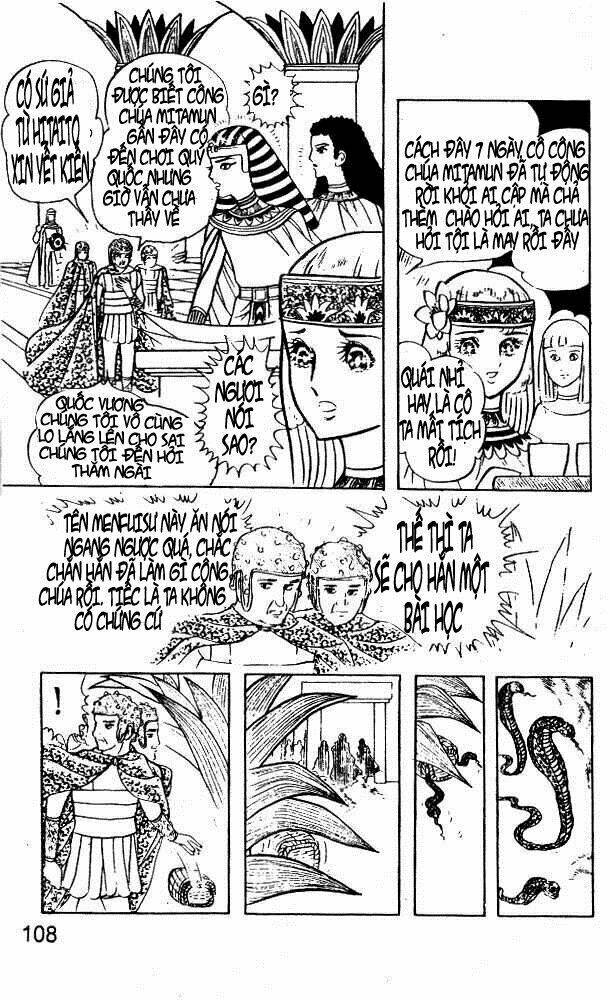 CÓ SỨ GIẢ
TỪ HITAITO
XIN YẾT KIẾN
CHÚNG TÔI
ĐƯỢC BIẾT CÔNG
CHÚA MITAMUN
GẦN ĐÂY CÓ
ĐẾN CHƠI QUÝ
QUỐC NHƯNG
GIỜ VẪN CHƯA
THẤY VỀ
GÌ?
QUỐC VƯƠNG
CHÚNG TÔI VÔ CÙNG
LO LẮNG LÊN CHO SAI
CHÚNG TÔI ĐẾN HỎI
THĂM NGÀI
CÁC
NGƯƠI
NÓI
SAO?
CÁCH ĐÂY 7 NGÀY, CÔ CÔNG
CHÚA MITAMUN ĐÃ TỰ ĐỘNG
RỜI KHỎI AI CẬP MÀ CHẢ
THÈM CHÀO HỎI AI, TA CHƯA
HỎI TỘI LÀ MAY RỒI ĐẤY
QUÁI NHỈ
HAY LÀ CÔ
TA MẤT TÍCH
RỒI!
TÊN MENFUISƯ NÀY ĂN NÓI
NGANG NGƯỢC QUÁ, CHẮC
CHẮN HẮN ĐÃ LÀM GÌ CÔNG
CHÚA RỒI. TIẾC LÀ TA KHÔNG
CÓ CHỨNG CỨ
THẾ THÌ TA
SẼ CHO HẮN MỘT
BÀI HỌC
!
108